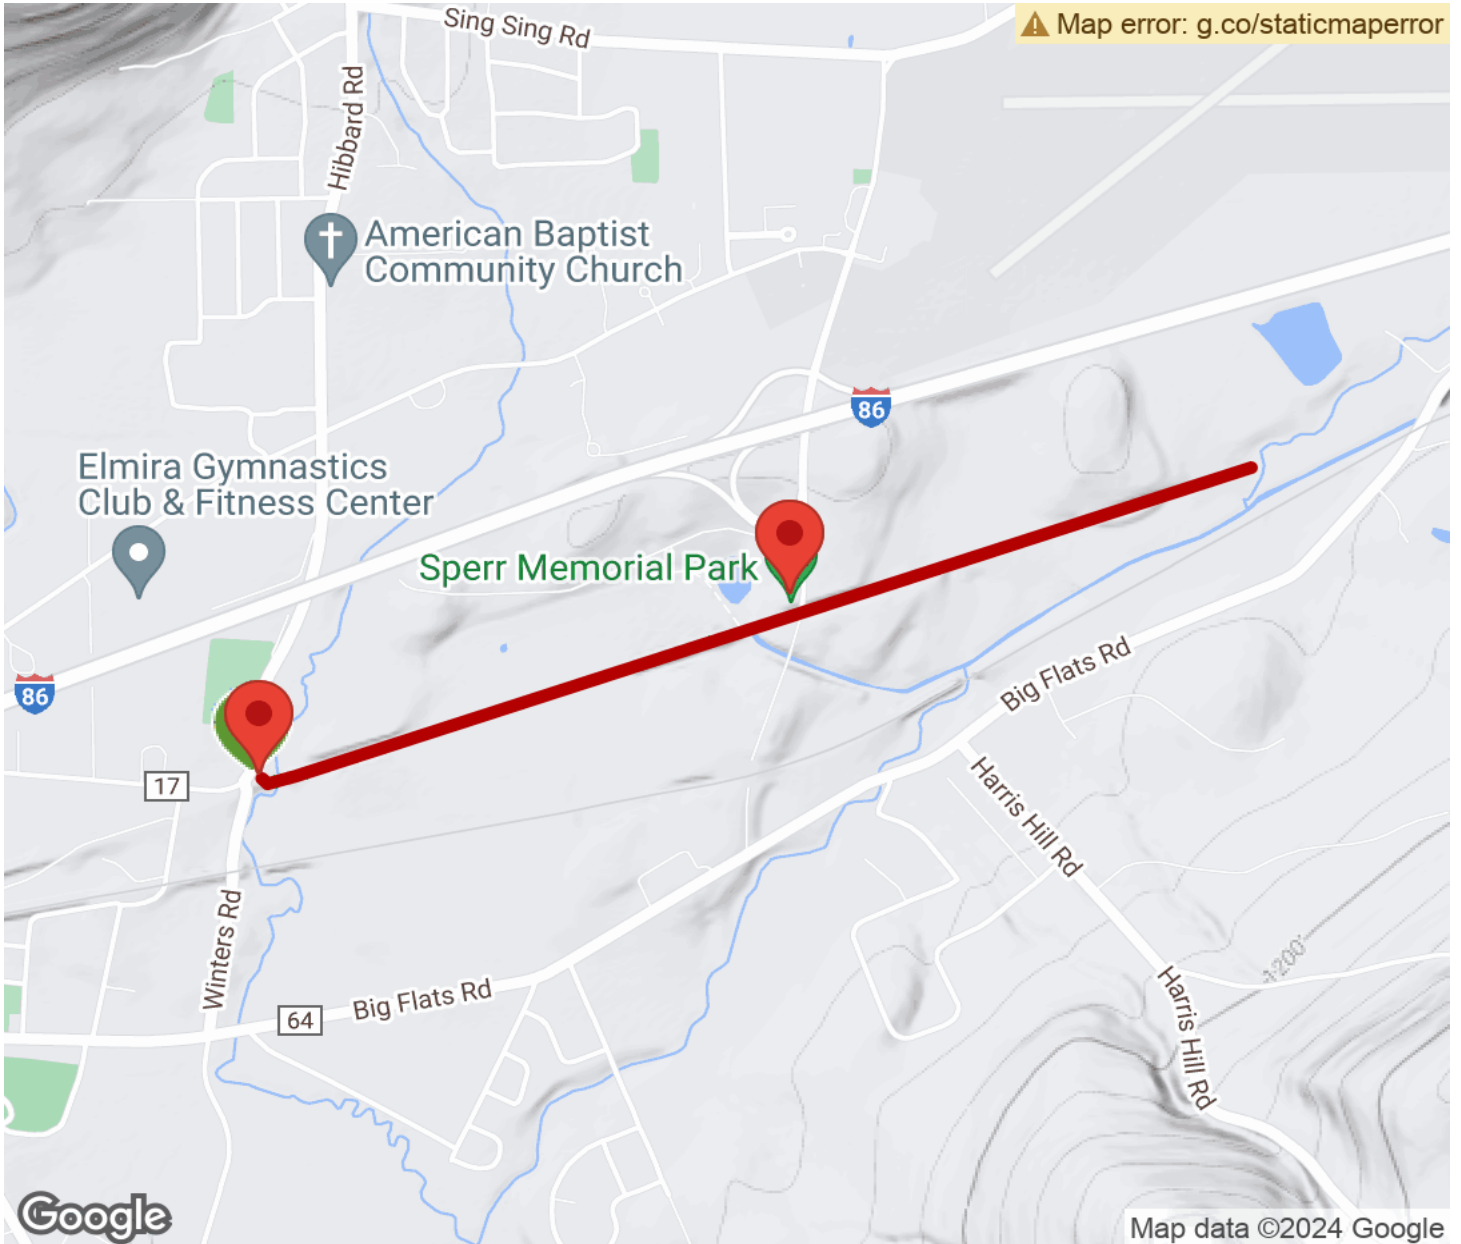 Map error: g.co/staticmaperror
Sing Sing Rd
Hibbard Rd
American Baptist
Community Church
86
Elmira Gymnastics
Club & Fitness Center
Sperr Memorial Park
86
17
Big Flats Rd
Harris Hill Rd
Winters Rd
Big Flats Rd
64
1200'
Harris Hill Rd
Google
Map data ©2024 Google